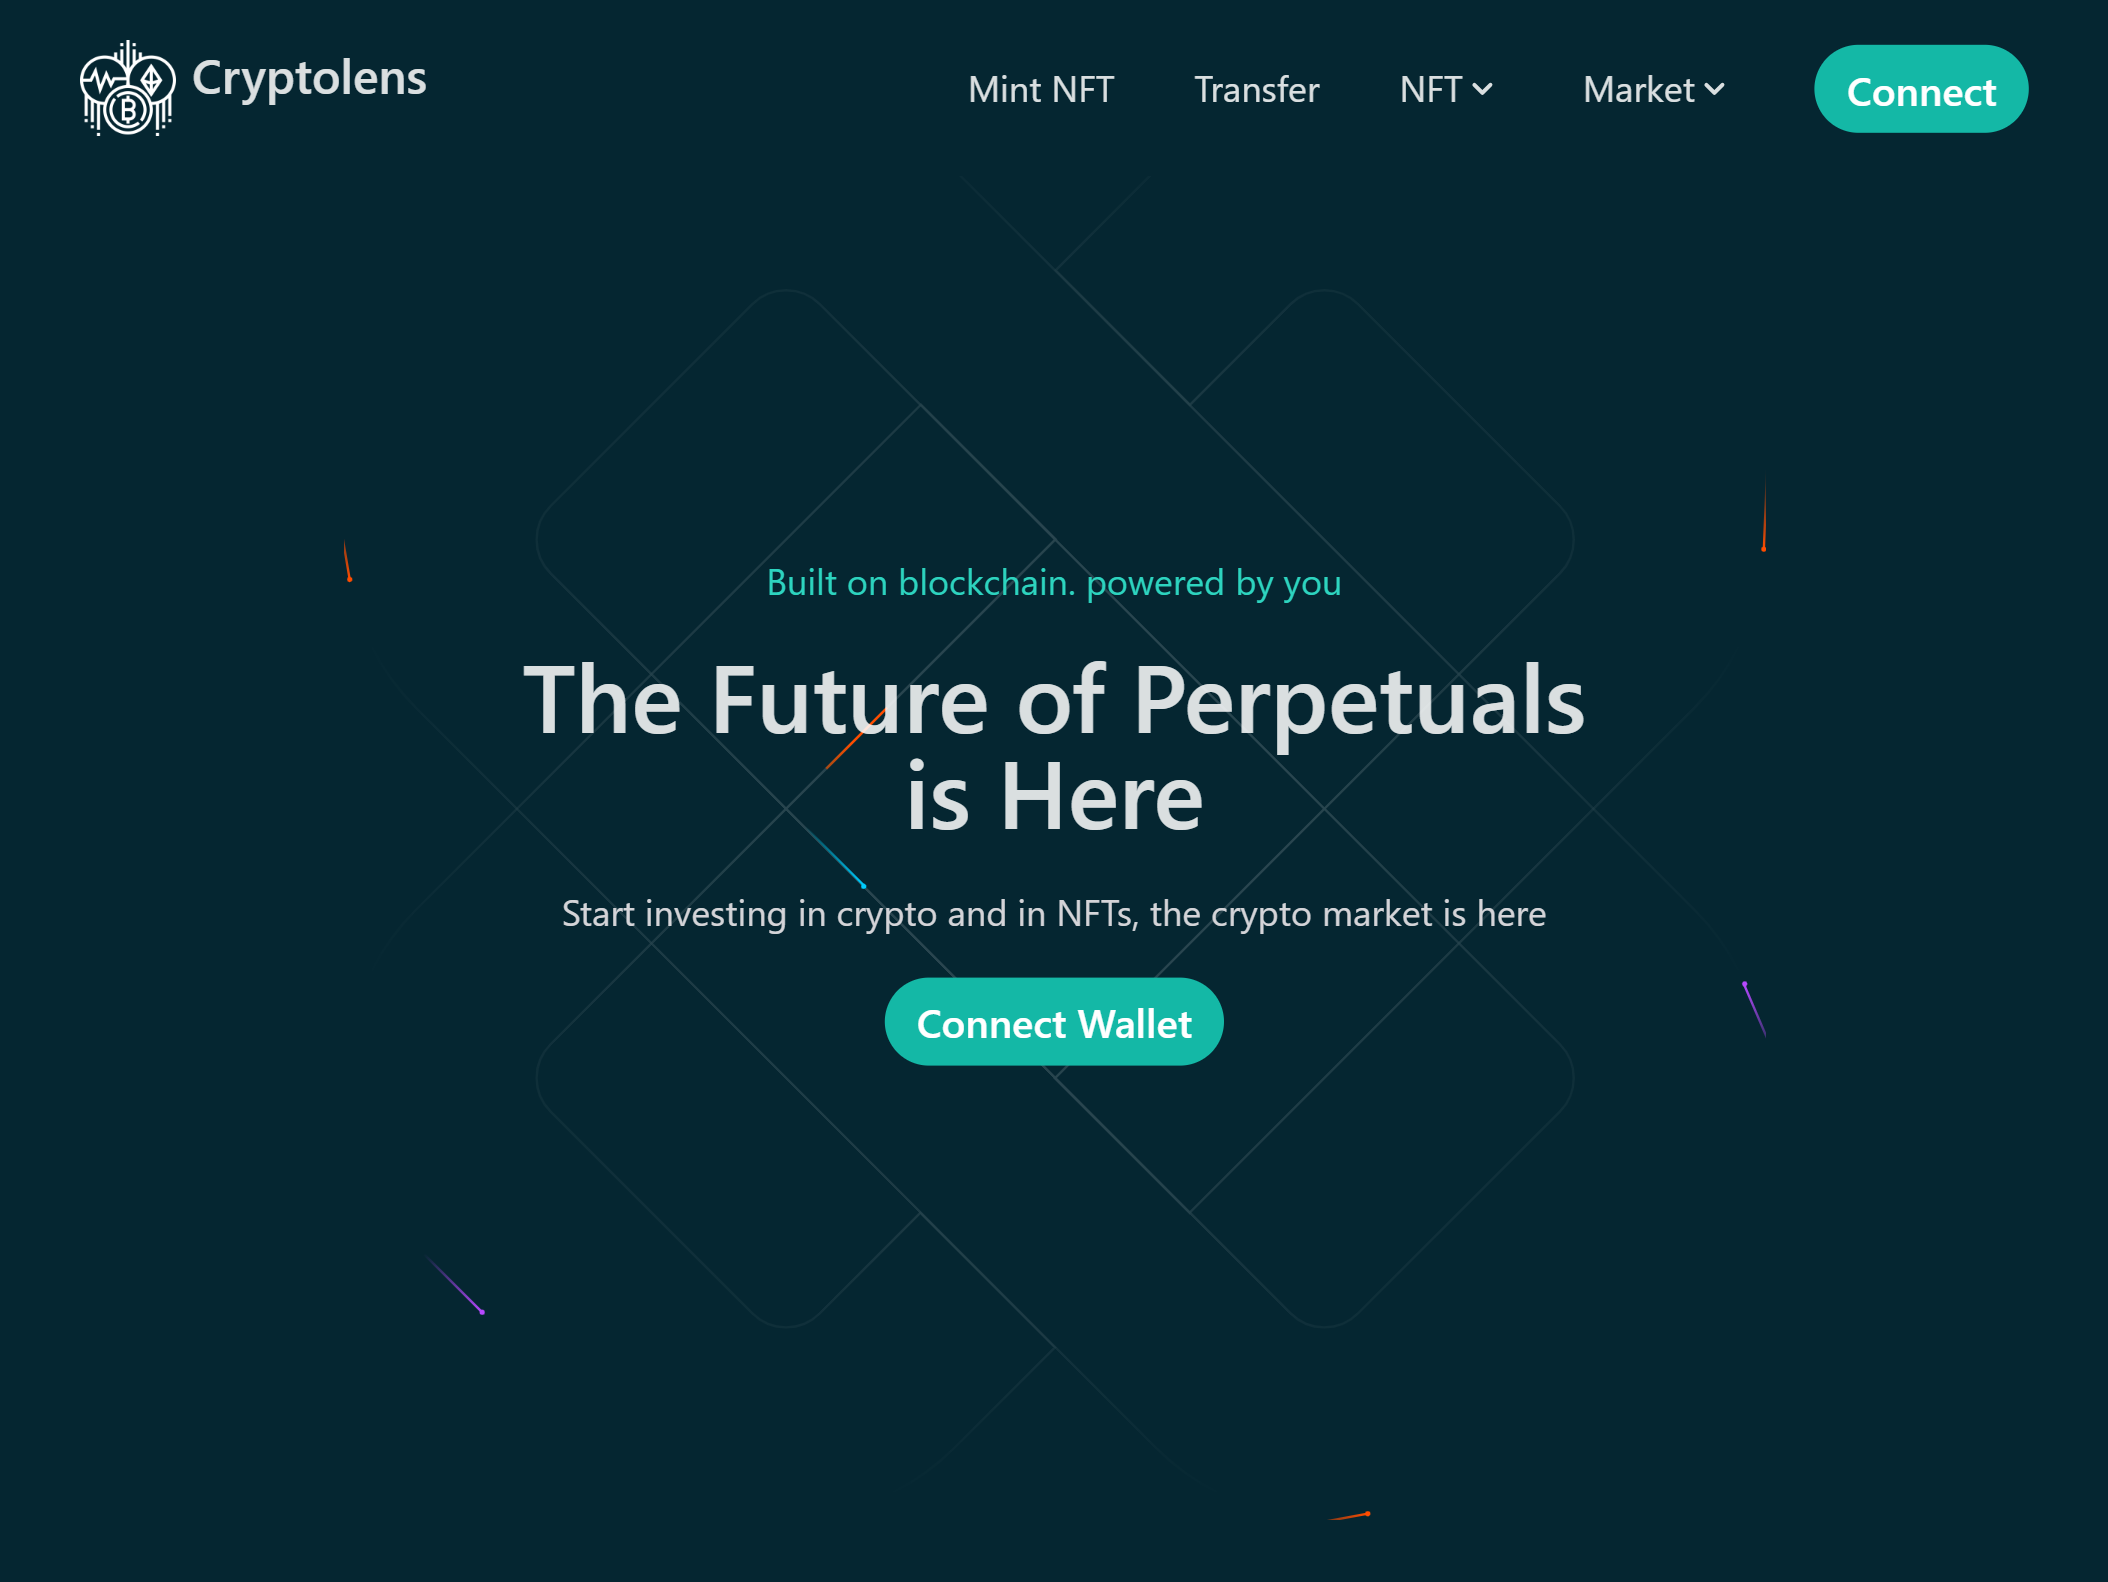 Cryptolens
Mint NFT
Transfer
NFT
Market
Connect
Built on blockchain. powered by you
The Future of Perpetuals
is Here
Start investing in crypto and in NFTs, the crypto market is here
Connect Wallet